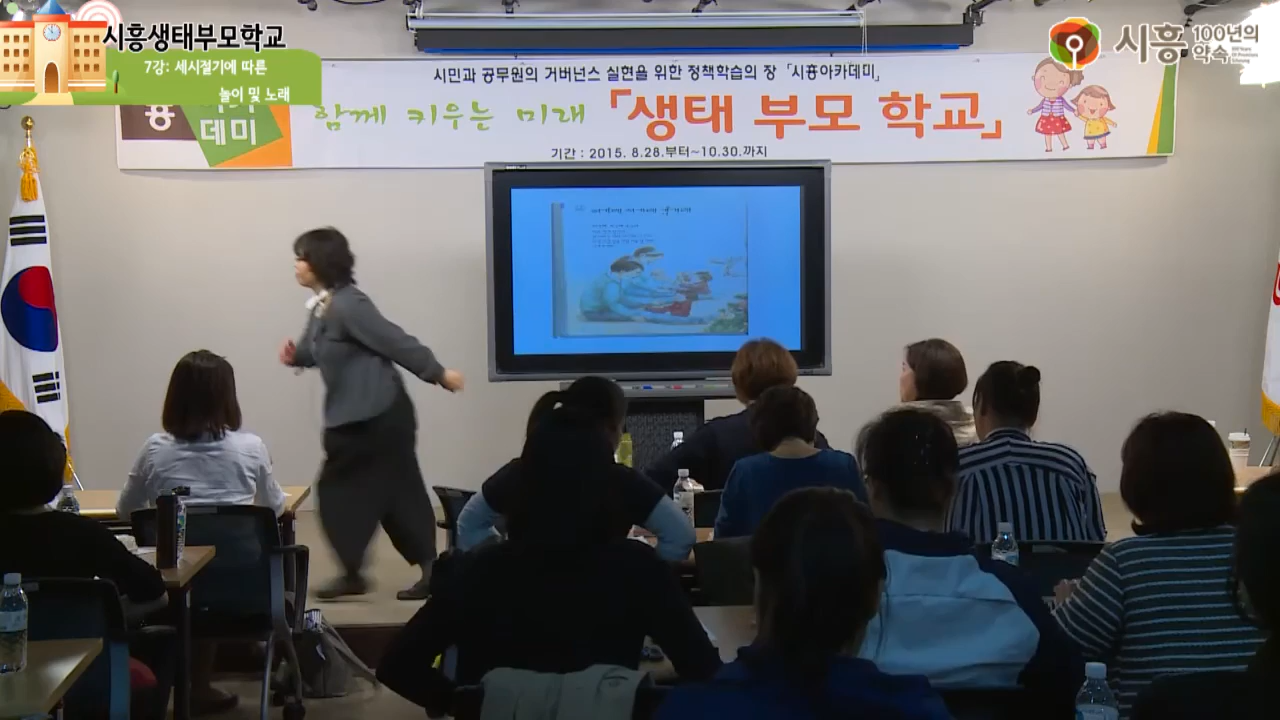 시흥생태부모학교
7강: 세시절기에 따른
놀이 및 노래
시흥 100년의 약속
시민과 공무원의 거버넌스 실현을 위한 정책학습의 장 「시흥아카데미」
흥
데미
함께 키우는 미래 「생태 부모 학교」
기간 : 2015. 8.28.부터~10.30.까지